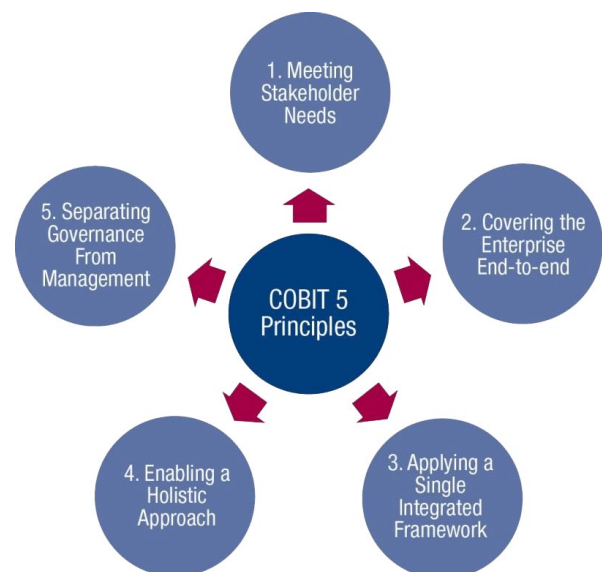 1. Meeting
Stakeholder
Needs
2. Covering the
Enterprise
End-to-end
3. Applying a
Single
Integrated
Framework
4. Enabling a
Holistic
Approach
5. Separating
Governance
From
Management
COBIT 5
Principles